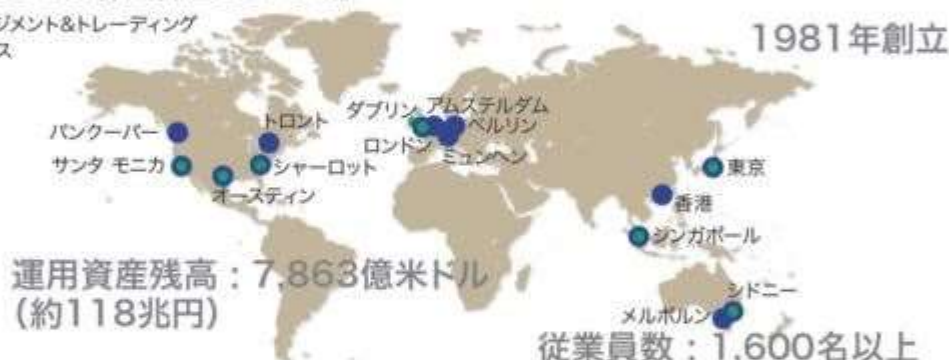 ジメント&トレーディング
ス
1981年創立
ダブリン アムステルダム
バンクーバー トロント ベルリン
ロンドン ミュンヘン
サンタ モニカ シャーロット 東京
オースティン 香港
シンガポール
運用資産残高：7,863億米ドル
(約118兆円)
シドニー
メルボルン
従業員数：1,600名以上